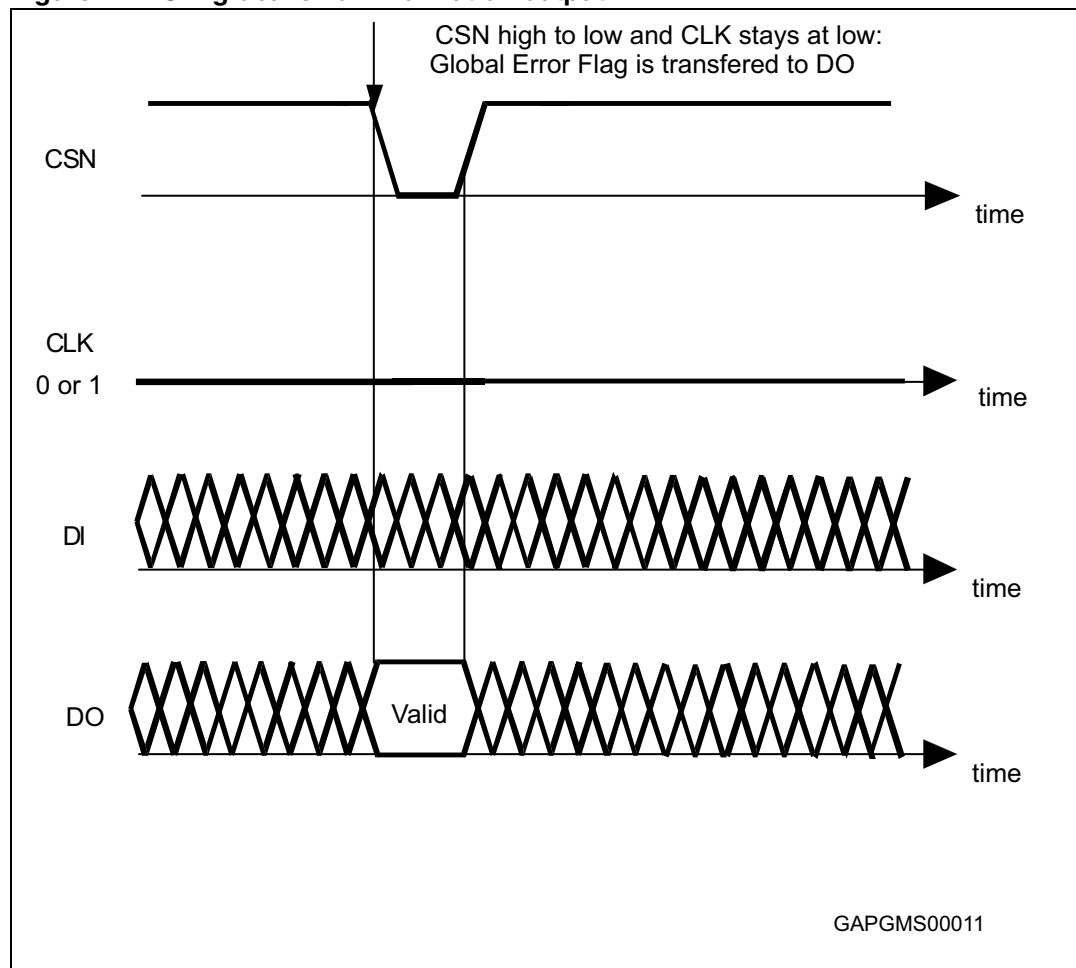 CSN high to low and CLK stays at low:
Global Error Flag is transfered to DO
CSN
time
CLK
0 or 1
time
DI
time
DO
Valid
time
GAPGMS00011